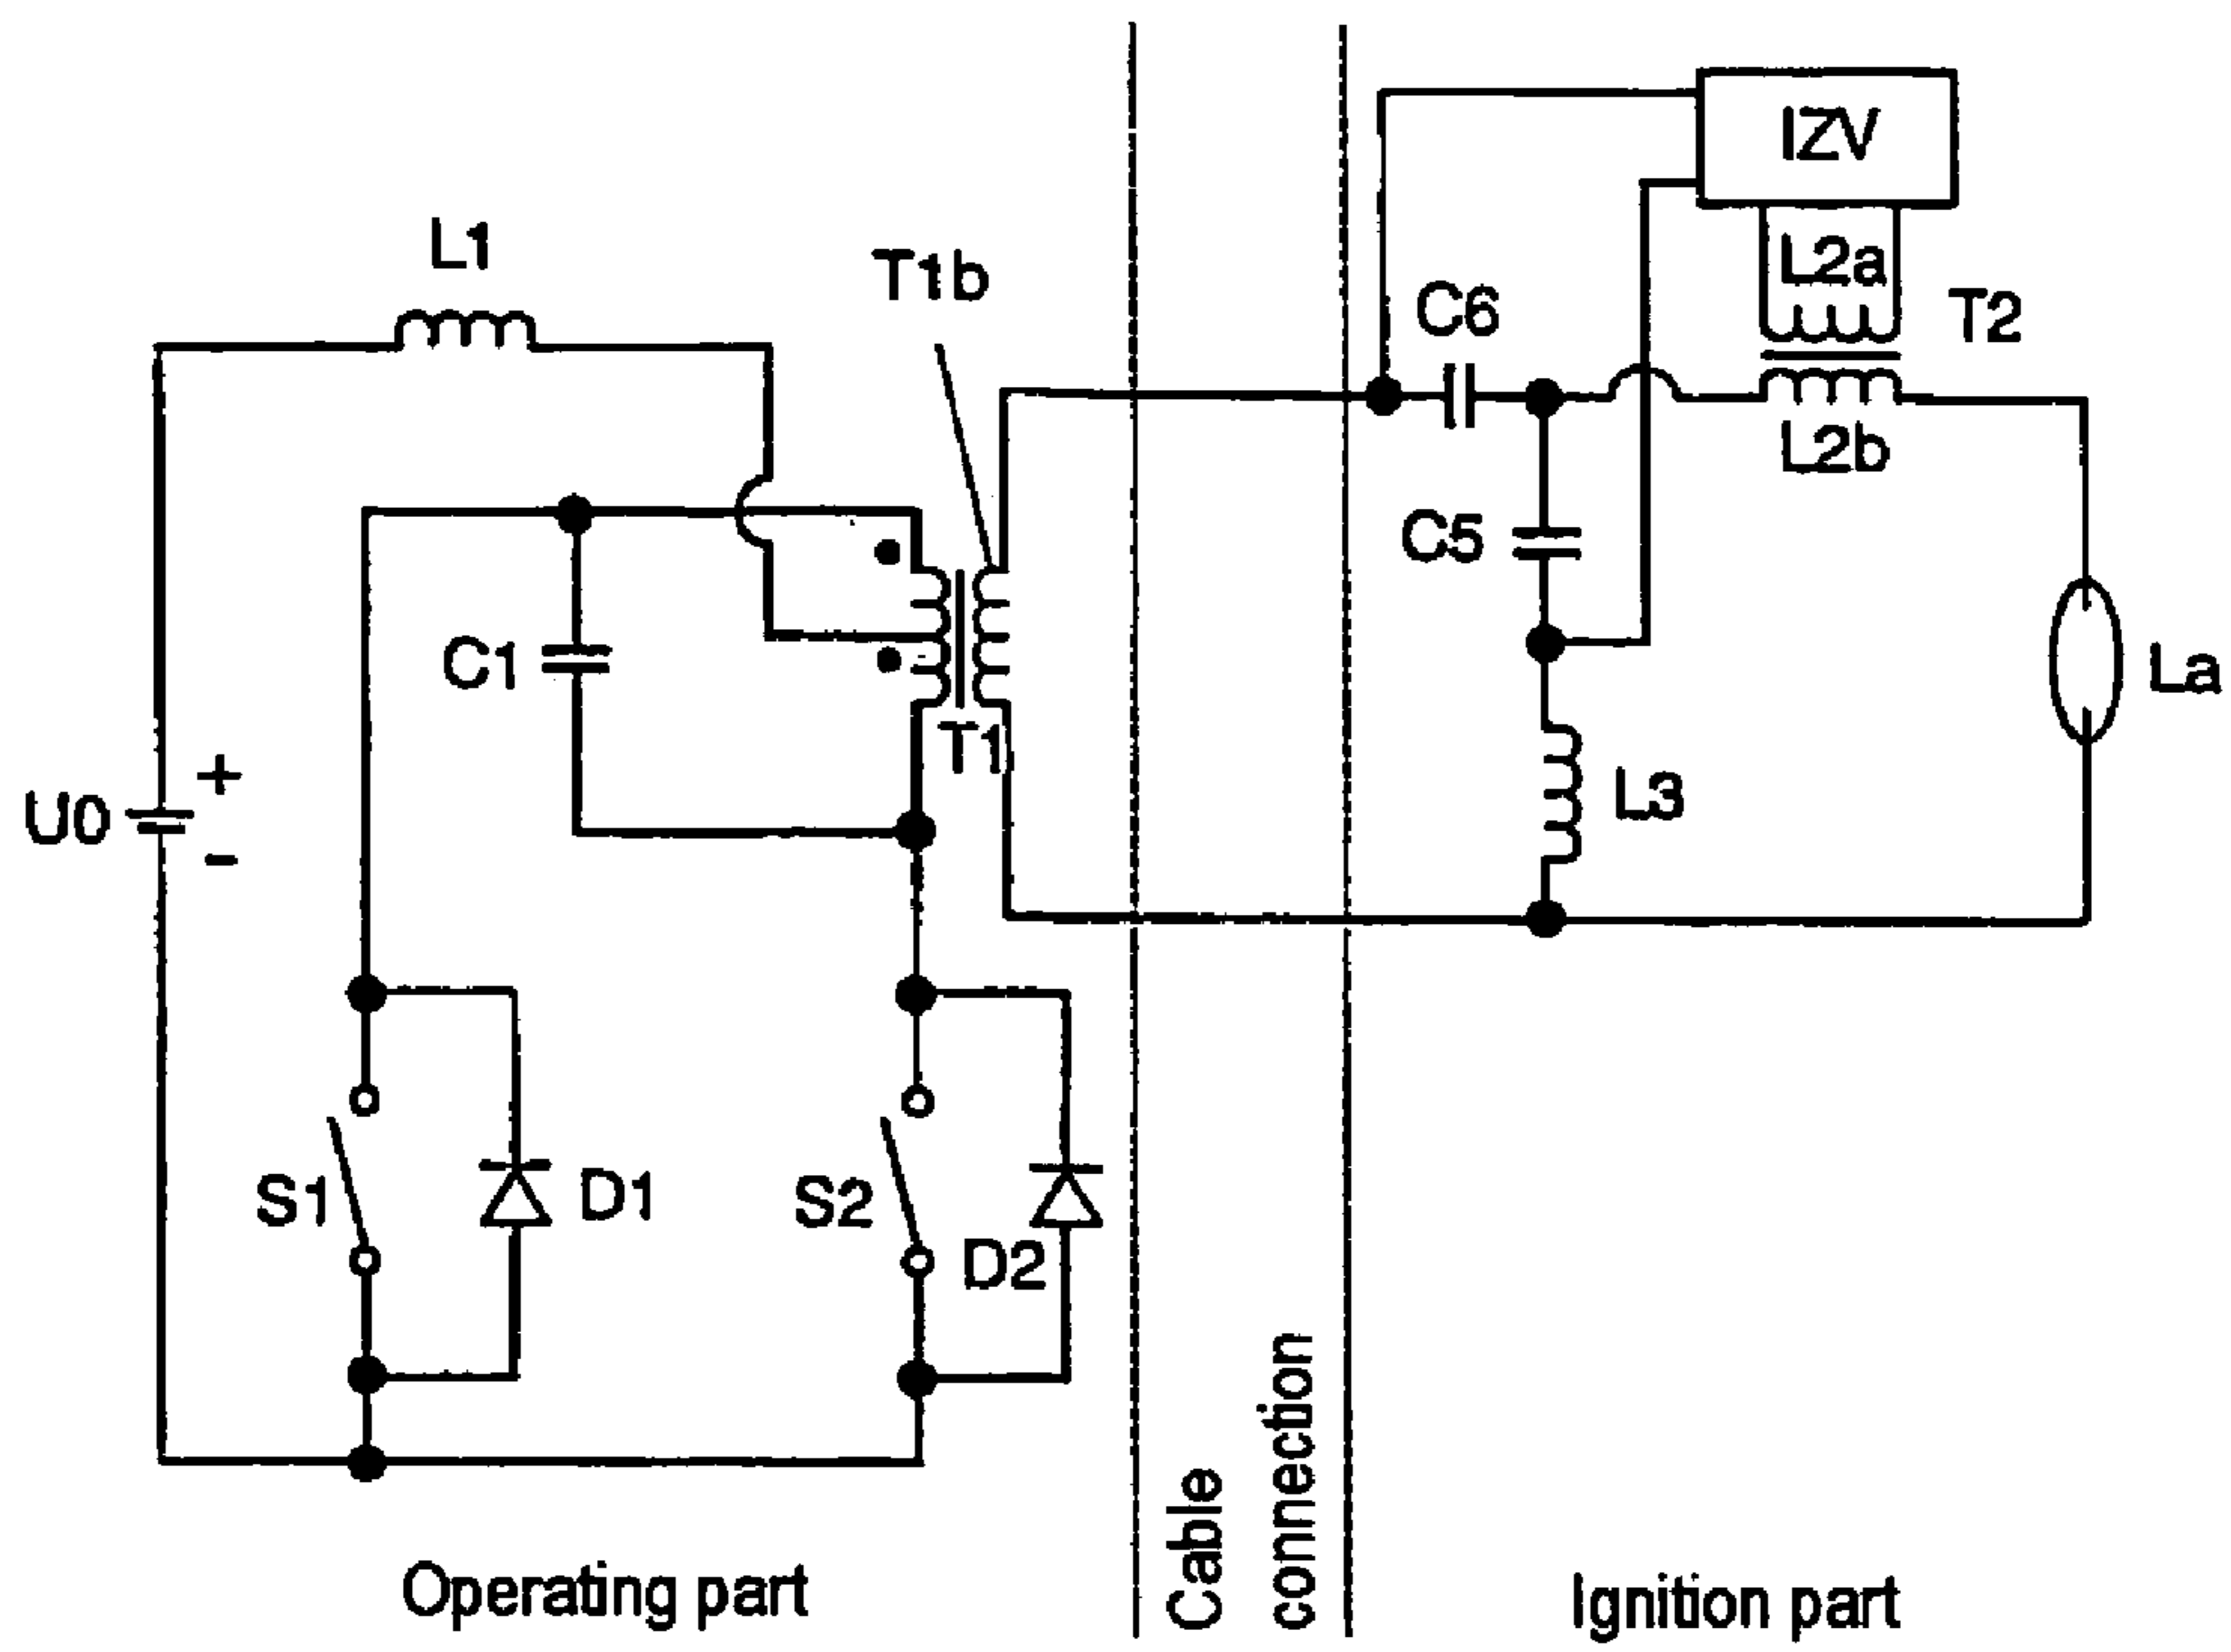 IZV
L1
T1b
L2a
T2
C6
L2b
C5
C1
La
T1
L3
U0
+
-
S1
D1
S2
D2
Cable
connection
Operating part
Ignition part